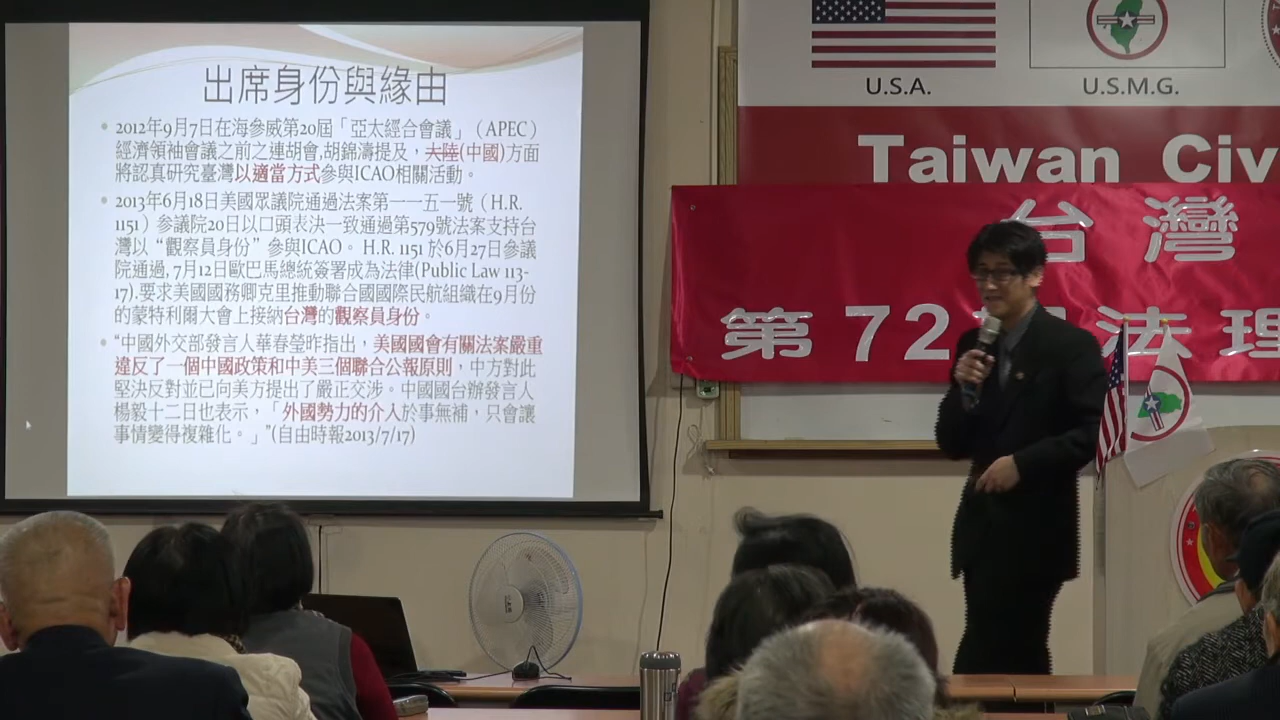 出席身份與緣由
• 2012年9月7日在海參威第20屆「亞太經合會議」（APEC）
經濟領袖會議之前之連胡會,胡錦濤提及，大陸(中國)方面
將認真研究臺灣以適當方式參與ICAO相關活動。
• 2013年6月18日美國眾議院通過法案第一一五一號（H.R.
1151）參議院20日以口頭表決一致通過第579號法案支持台
灣以“觀察員身份”參與ICAO。 H.R. 1151 於6月27日參議
院通過, 7月12日歐巴馬總統簽署成為法律(Public Law 113-
17).要求美國國務卿克里推動聯合國國際民航組織在9月份
的蒙特利爾大會上接納台灣的觀察員身份。
• “中國外交部發言人華春瑩昨指出，美國國會有關法案嚴重
違反了一個中國政策和中美三個聯合公報原則，中方對此
堅決反對並已向美方提出了嚴正交涉。中國國台辦發言人
楊毅十二日也表示，「外國勢力的介入於事無補，只會讓
事情變得複雜化。」”(自由時報2013/7/17)
U.S.A.
U.S.M.G.
Taiwan Civ
台灣
第72 法理